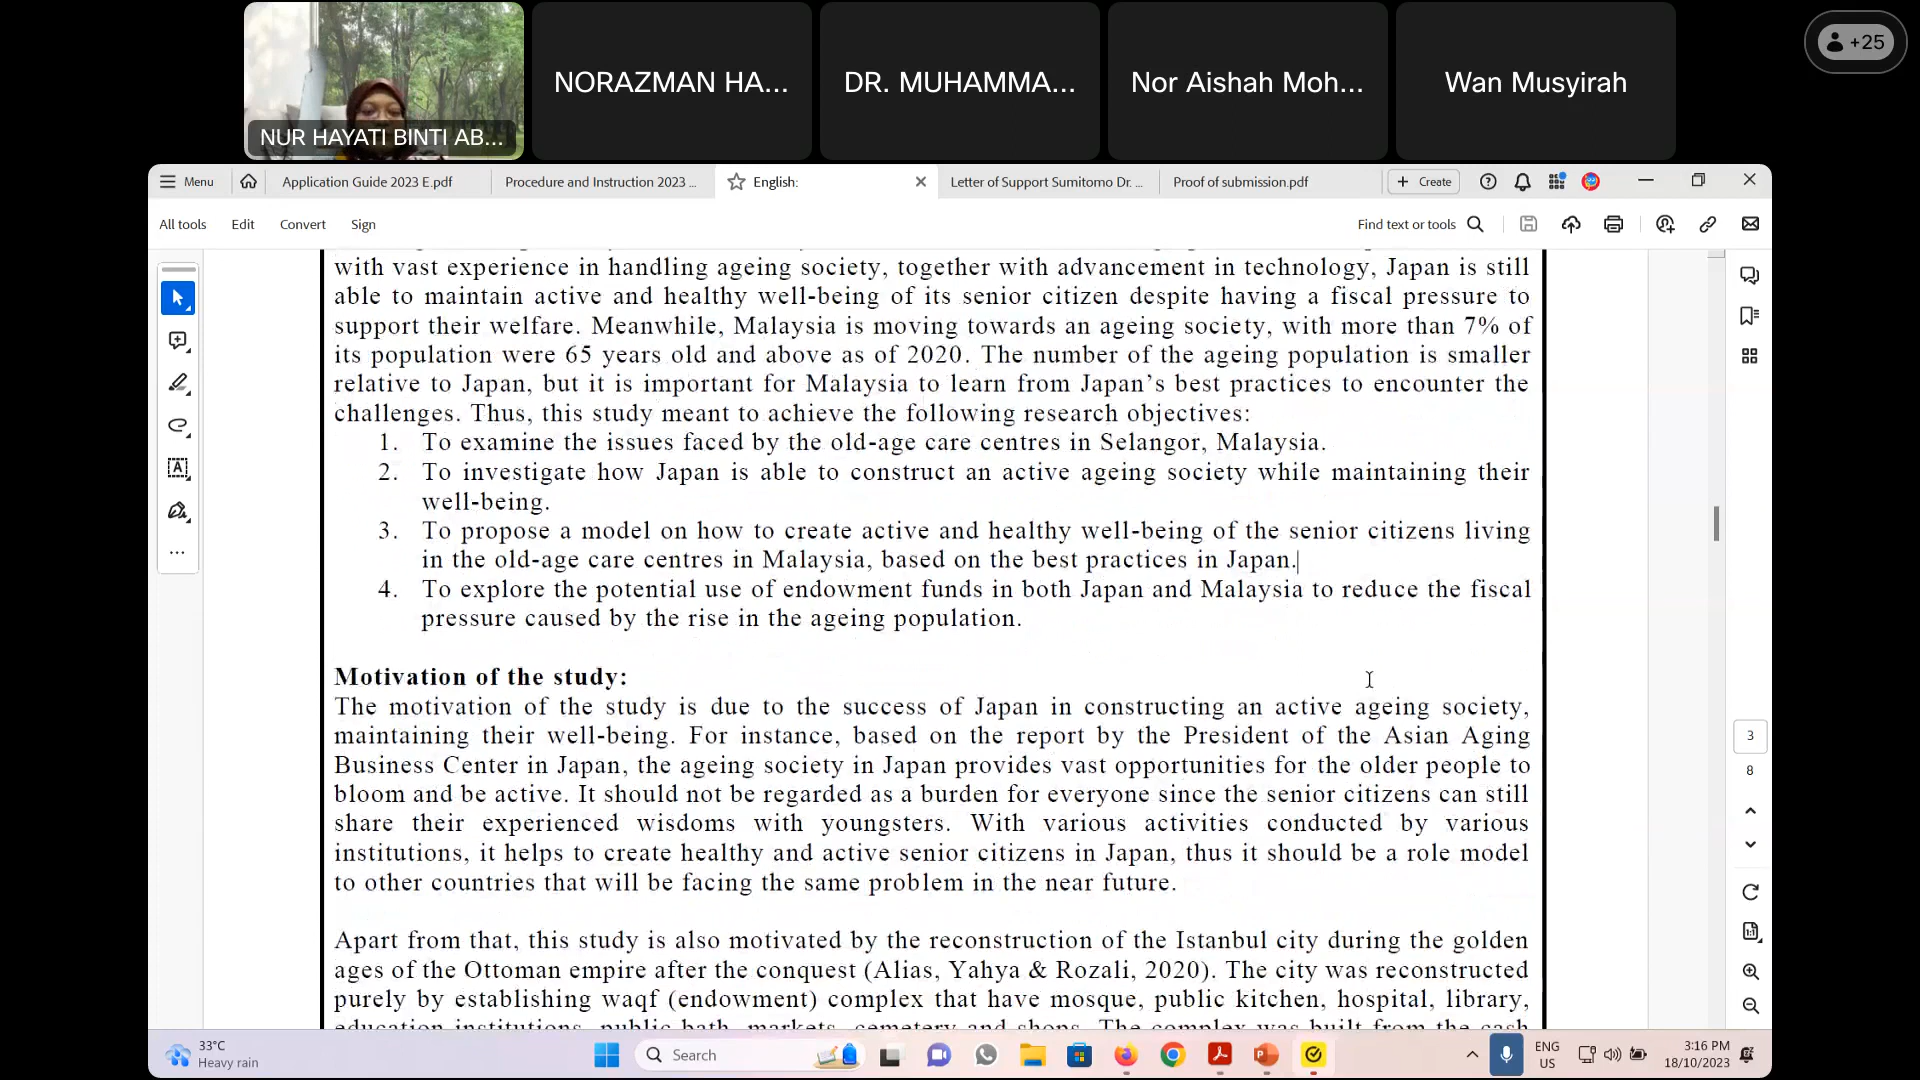 +25
NORAZMAN HA...
DR. MUHAMMA...
Nor Aishah Moh...
Wan Musyirah
NUR HAYATI BINTI AB...
Menu
Application Guide 2023 E.pdf
Procedure and Instruction 2023 ...
English:
Letter of Support Sumitomo Dr. ...
Proof of submission.pdf
Create
All tools
Edit
Convert
Sign
Find text or tools
with vast experience in handling ageing society, together with advancement in technology, Japan is still
able to maintain active and healthy well-being of its senior citizen despite having a fiscal pressure to
support their welfare. Meanwhile, Malaysia is moving towards an ageing society, with more than 7% of
its population were 65 years old and above as of 2020. The number of the ageing population is smaller
relative to Japan, but it is important for Malaysia to learn from Japan's best practices to encounter the
challenges. Thus, this study meant to achieve the following research objectives:
1. To examine the issues faced by the old-age care centres in Selangor, Malaysia.
2. To investigate how Japan is able to construct an active ageing society while maintaining their
well-being.
3. To propose a model on how to create active and healthy well-being of the senior citizens living
in the old-age care centres in Malaysia, based on the best practices in Japan.
4. To explore the potential use of endowment funds in both Japan and Malaysia to reduce the fiscal
pressure caused by the rise in the ageing population.
Motivation of the study:
The motivation of the study is due to the success of Japan in constructing an active ageing society,
maintaining their well-being. For instance, based on the report by the President of the Asian Aging
Business Center in Japan, the ageing society in Japan provides vast opportunities for the older people to
bloom and be active. It should not be regarded as a burden for everyone since the senior citizens can still
share their experienced wisdoms with youngsters. With various activities conducted by various
institutions, it helps to create healthy and active senior citizens in Japan, thus it should be a role model
to other countries that will be facing the same problem in the near future.
Apart from that, this study is also motivated by the reconstruction of the Istanbul city during the golden
ages of the Ottoman empire after the conquest (Alias, Yahya & Rozali, 2020). The city was reconstructed
purely by establishing waqf (endowment) complex that have mosque, public kitchen, hospital, library,
education institutions, public bath, markets, cemetery and shops. The complex was built from the cash
3
8
33°C
Heavy rain
Search
ENG
US
3:16 PM
18/10/2023